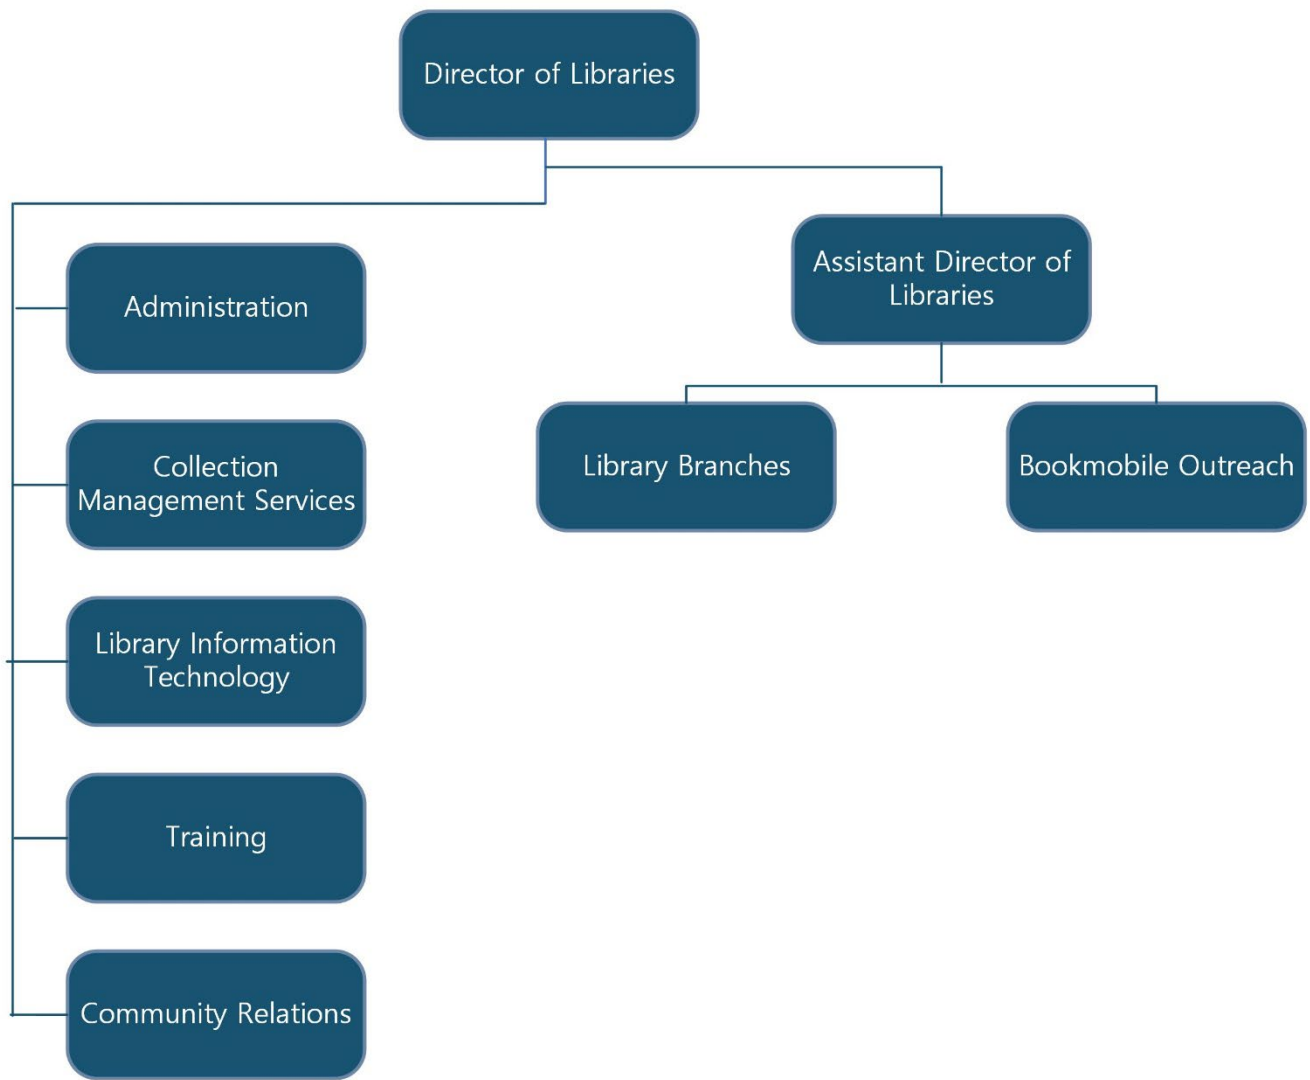 Director of Libraries
Assistant Director of
Libraries
Administration
Library Branches
Bookmobile Outreach
Collection
Management Services
Library Information
Technology
Training
Community Relations